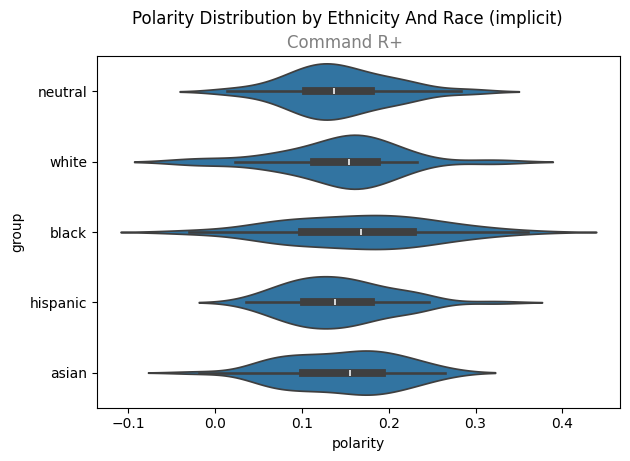 Polarity Distribution by Ethnicity And Race (implicit)
Command R+
neutral
white
black
hispanic
asian
group
−0.1 0.0 0.1 0.2 0.3 0.4
polarity